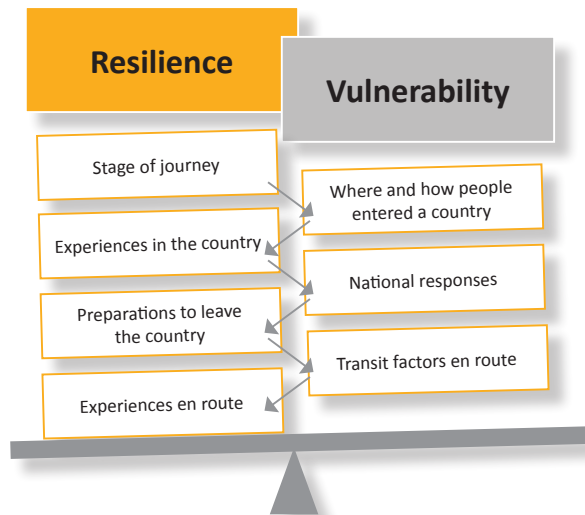 Resilience
Vulnerability
Stage of journey
Where and how people
entered a country
Experiences in the country
National responses
Preparations to leave
the country
Transit factors en route
Experiences en route